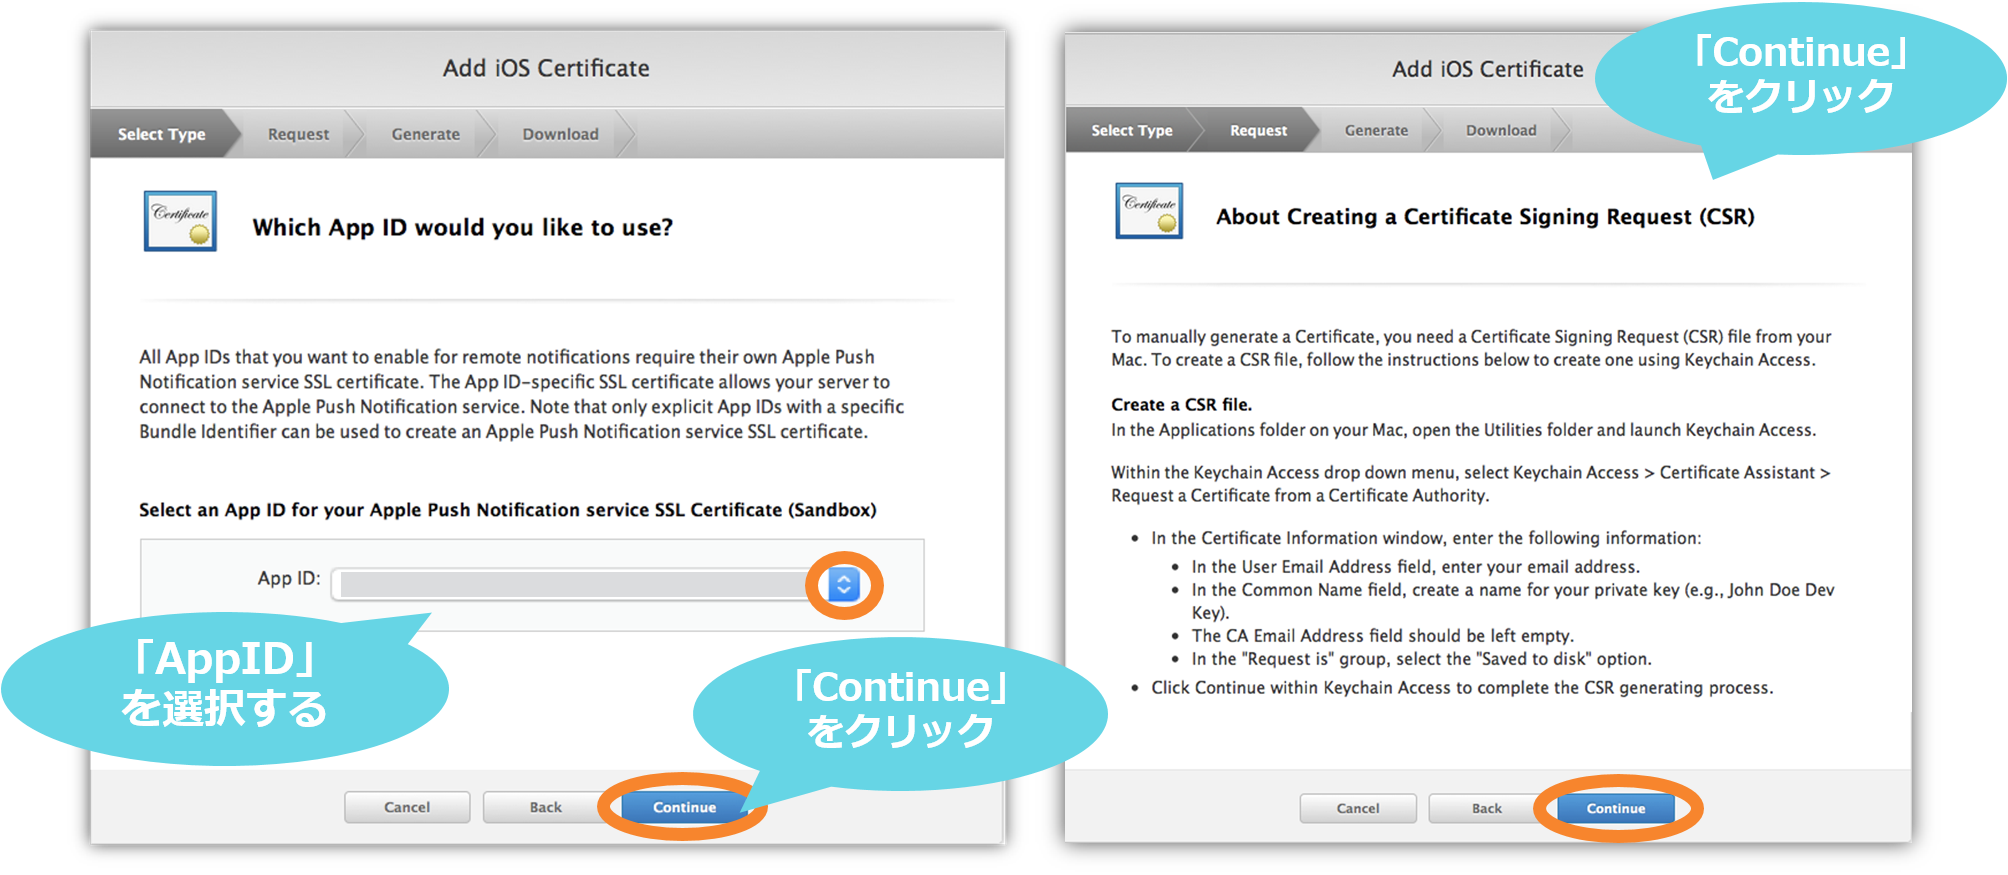 Add iOS Certificate
Select Type
Request
Generate
Download
Certificate
Which App ID would you like to use?
All App IDs that you want to enable for remote notifications require their own Apple Push
Notification service SSL certificate. The App ID-specific SSL certificate allows your server to
connect to the Apple Push Notification service. Note that only explicit App IDs with a specific
Bundle Identifier can be used to create an Apple Push Notification service SSL certificate.
Select an App ID for your Apple Push Notification service SSL Certificate (Sandbox)
App ID:
「AppID」
を選択する
「Continue」
をクリック
Cancel
Back
Continue
Add iOS Certificate
「Continue」
をクリック
Select Type
Request
Generate
Download
Certificate
About Creating a Certificate Signing Request (CSR)
To manually generate a Certificate, you need a Certificate Signing Request (CSR) file from your
Mac. To create a CSR file, follow the instructions below to create one using Keychain Access.
Create a CSR file.
In the Applications folder on your Mac, open the Utilities folder and launch Keychain Access.
Within the Keychain Access drop down menu, select Keychain Access > Certificate Assistant >
Request a Certificate from a Certificate Authority.
• In the Certificate Information window, enter the following information:
• In the User Email Address field, enter your email address.
• In the Common Name field, create a name for your private key (e.g., John Doe Dev
Key).
• The CA Email Address field should be left empty.
• In the "Request is" group, select the "Saved to disk" option.
• Click Continue within Keychain Access to complete the CSR generating process.
Cancel
Back
Continue